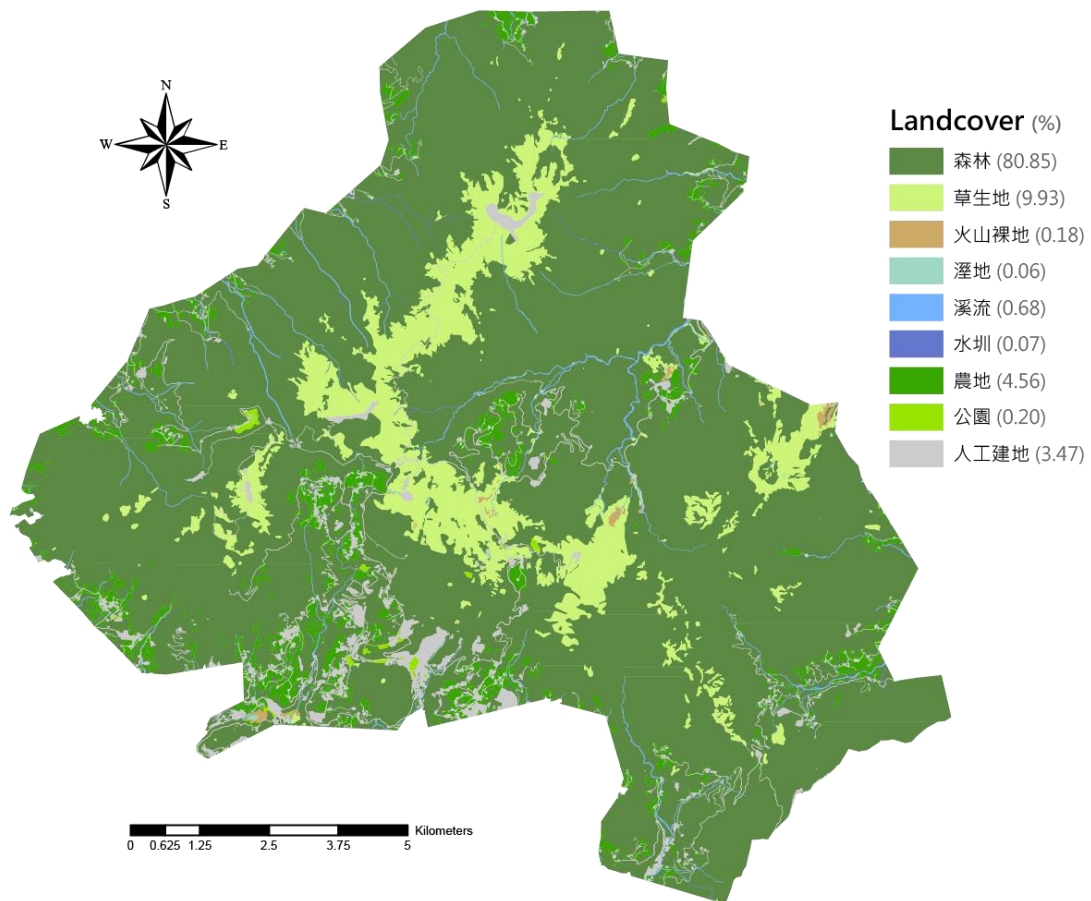 N
W E
S
Landcover (%)
森林 (80.85)
草生地 (9.93)
火山裸地 (0.18)
溼地 (0.06)
溪流 (0.68)
水圳 (0.07)
農地 (4.56)
公園 (0.20)
人工建地 (3.47)
Kilometers
0 0.625 1.25 2.5 3.75 5